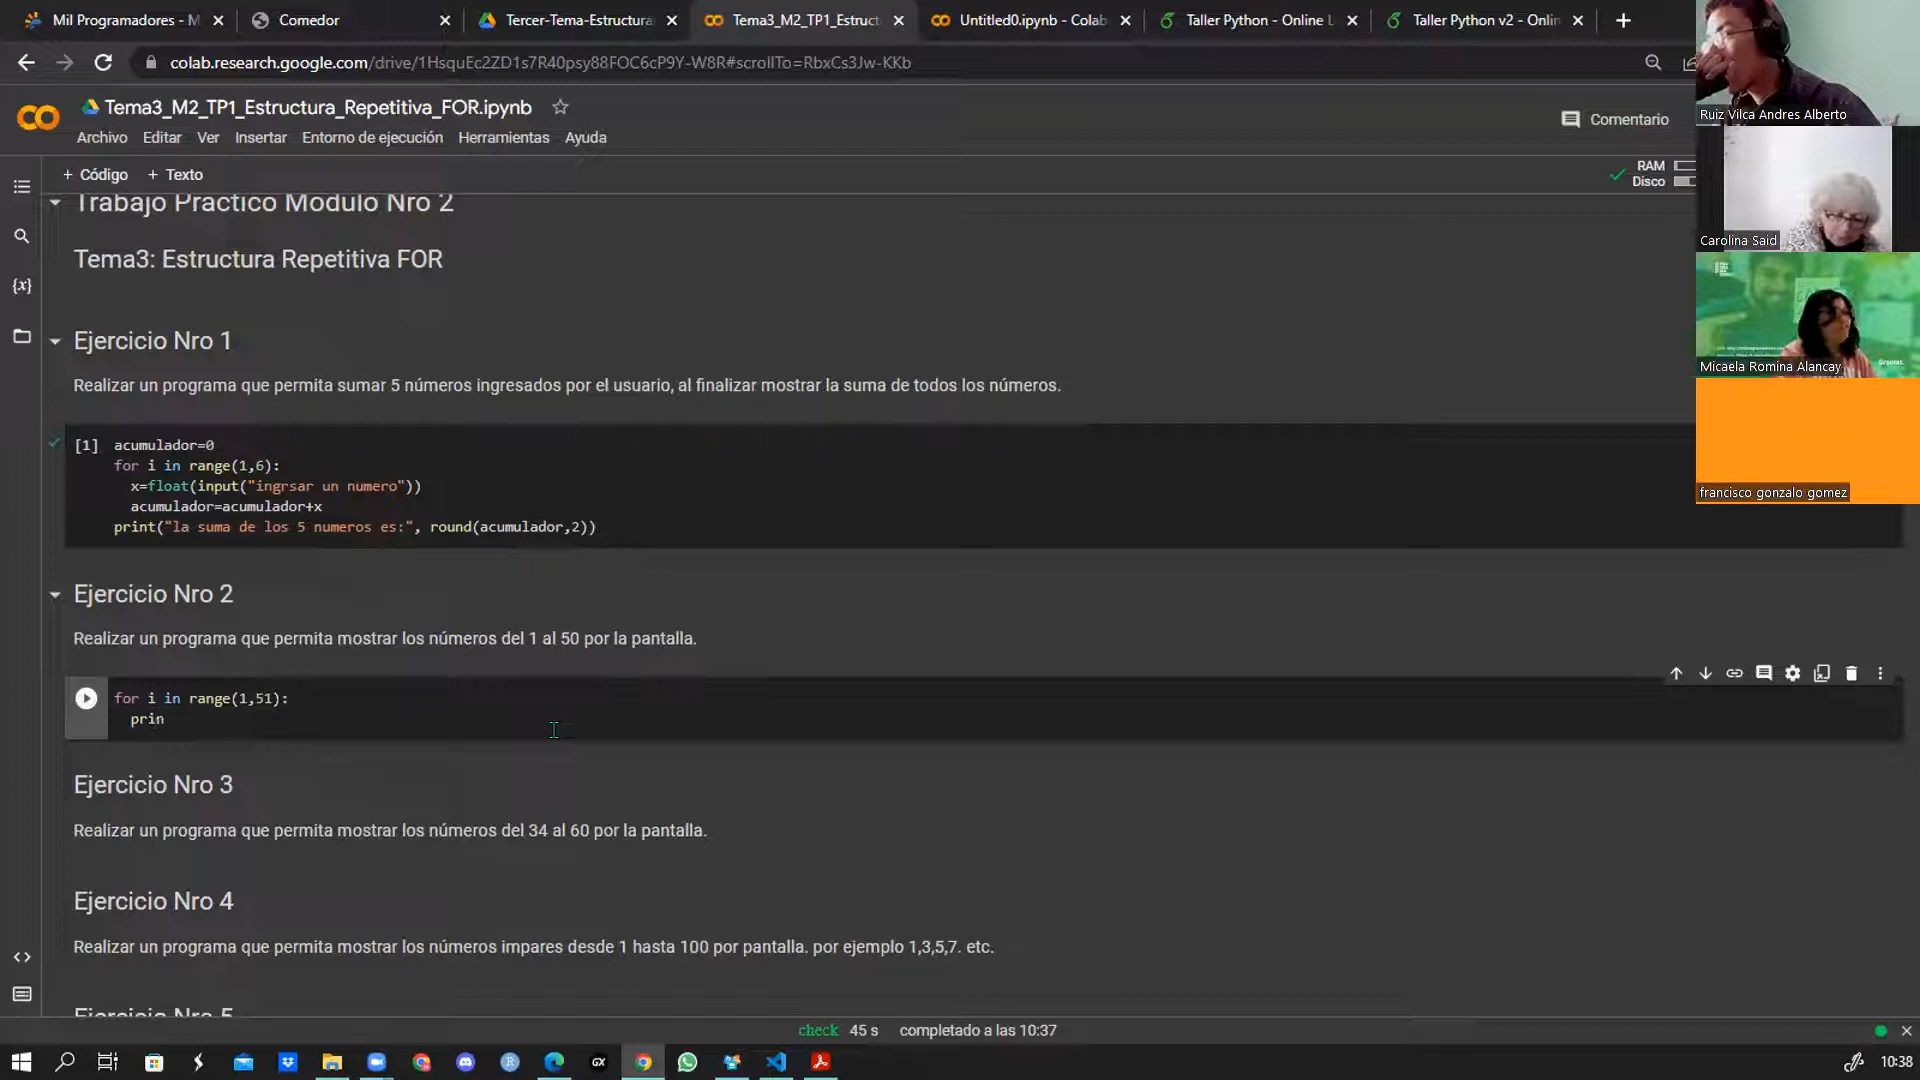 Mil Programadores - M
Comedor
Tercer-Tema-Estructura
Tema3_M2_TP1_Estruct
Untitled0.ipynb - Colab
Taller Python - Online L
Taller Python v2 - Onlin
colab.research.google.com/drive/1HsquEc2ZD1s7R40psy88FOC6cP9Y-W8R#scrollTo=RbxCs3Jw-KKb
Tema3_M2_TP1_Estructura_Repetitiva_FOR.ipynb
Archivo Editar Ver Insertar Entorno de ejecución Herramientas Ayuda
Comentario
+ Código + Texto
RAM
Disco
Trabajo Practico Modulo Nro 2
Tema3: Estructura Repetitiva FOR
Ejercicio Nro 1
Realizar un programa que permita sumar 5 números ingresados por el usuario, al finalizar mostrar la suma de todos los números.
[1] acumulador=0
for i in range(1,6):
x=float(input("ingrsar un numero"))
acumulador=acumulador+x
print("la suma de los 5 numeros es:", round(acumulador,2))
Ejercicio Nro 2
Realizar un programa que permita mostrar los números del 1 al 50 por la pantalla.
for i in range(1,51):
prin
Ejercicio Nro 3
Realizar un programa que permita mostrar los números del 34 al 60 por la pantalla.
Ejercicio Nro 4
Realizar un programa que permita mostrar los números impares desde 1 hasta 100 por pantalla. por ejemplo 1,3,5,7. etc.
Ejercicio Nro 5
check 45 s completado a las 10:37
Ruiz Vilca Andres Alberto
Carolina Said
Gracias.
Micaela Romina Alancay
francisco gonzalo gomez
10:38